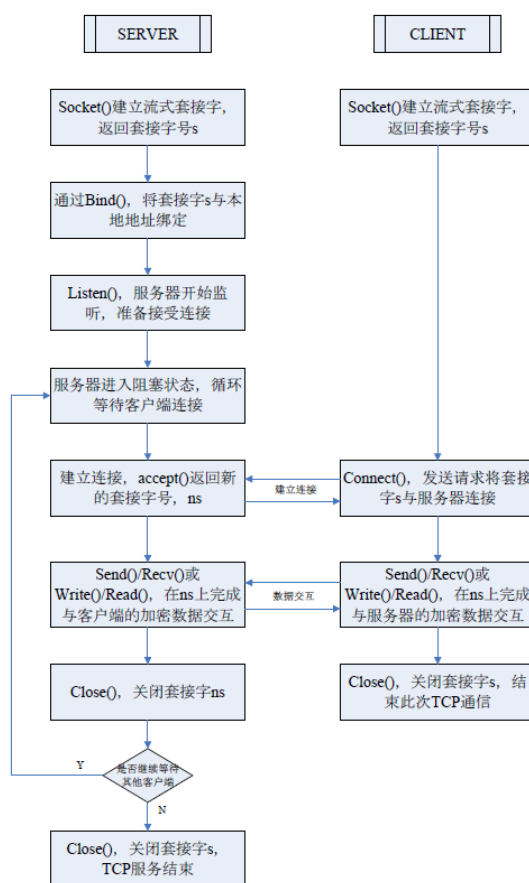 SERVER
CLIENT
Socket()建立流式套接字，
返回套接字号s
Socket()建立流式套接字，
返回套接字号s
通过Bind()，将套接字s与本
地地址绑定
Listen()，服务器开始监
听，准备接受连接
服务器进入阻塞状态，循环
等待客户端连接
建立连接，accept()返回新
的套接字号，ns
建立连接
Connect()，发送请求将套接
字s与服务器连接
Send()/Recv()或
Write()/Read()，在ns上完成
与客户端的加密数据交互
数据交互
Send()/Recv()或
Write()/Read()，在ns上完成
与服务器的加密数据交互
Close()，关闭套接字ns
Close()，关闭套接字s，结
束此次TCP通信
Y
是否继续等待
其他客户端
N
Close()，关闭套接字s，
TCP服务结束